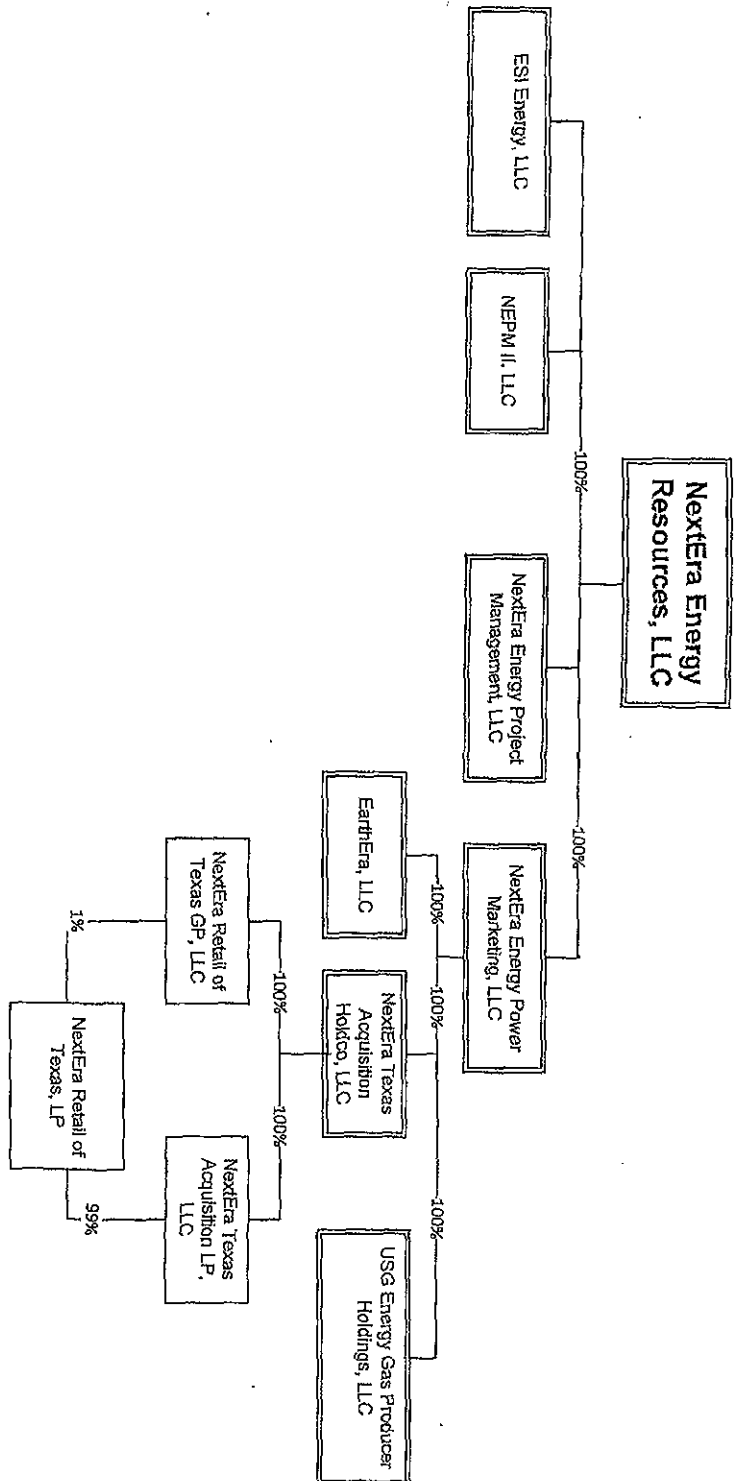 NextEra Energy
Resources, LLC
100%
100%
ESI Energy, LLC
NEPM II, LLC
NextEra Energy Project
Management, LLC
NextEra Energy Power
Marketing, LLC
100%
100%
100%
EarthEra, LLC
NextEra Texas
Acquisition
Holdco, LLC
USG Energy Gas Producer
Holdings, LLC
100%
100%
NextEra Retail of
Texas GP, LLC
NextEra Texas
Acquisition LP,
LLC
1%
99%
NextEra Retail of
Texas, LP